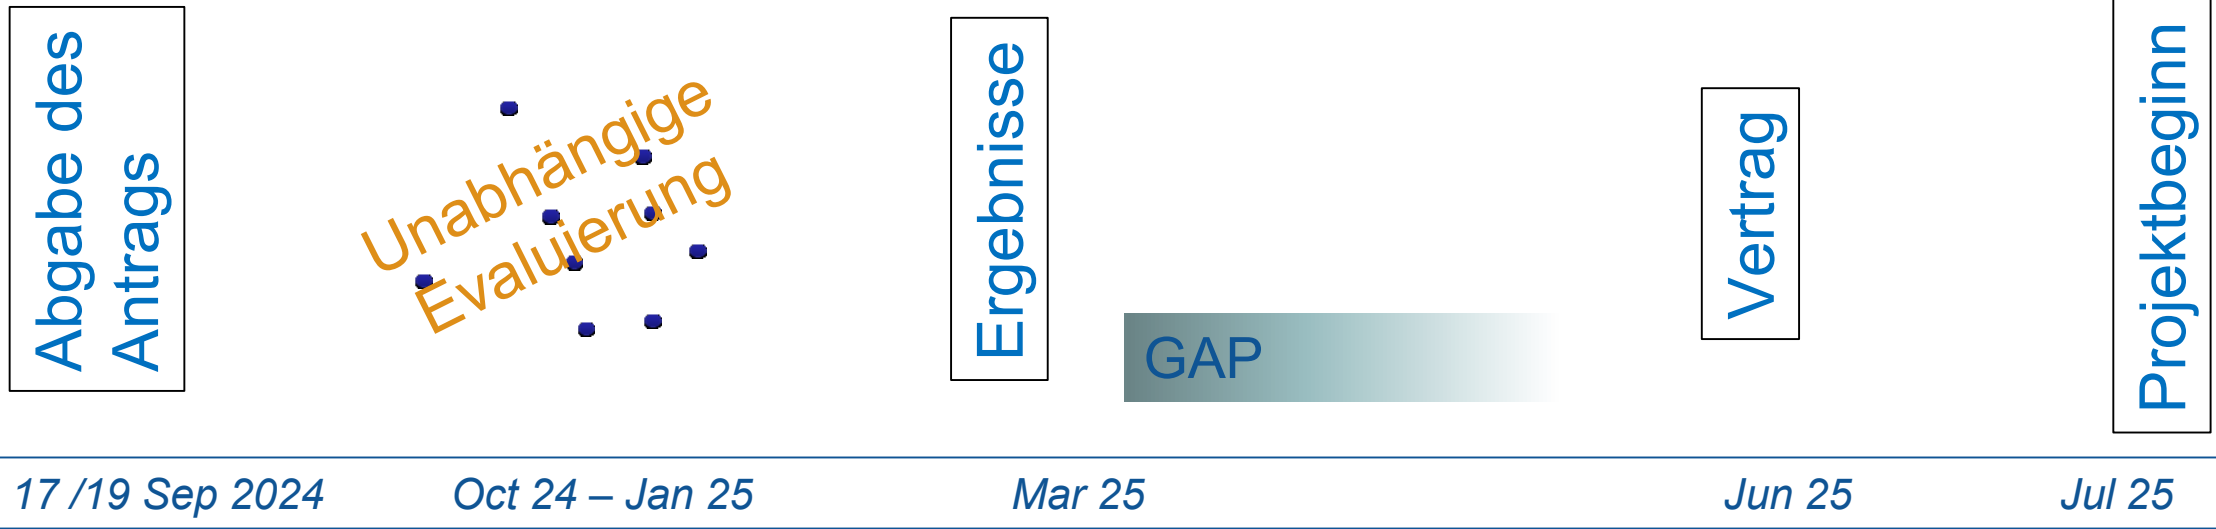 Abgabe des
Antrags
Unabhängige
Evaluierung
Ergebnisse
GAP
Vertrag
Projektbeginn
17 /19 Sep 2024
Oct 24 – Jan 25
Mar 25
Jun 25
Jul 25